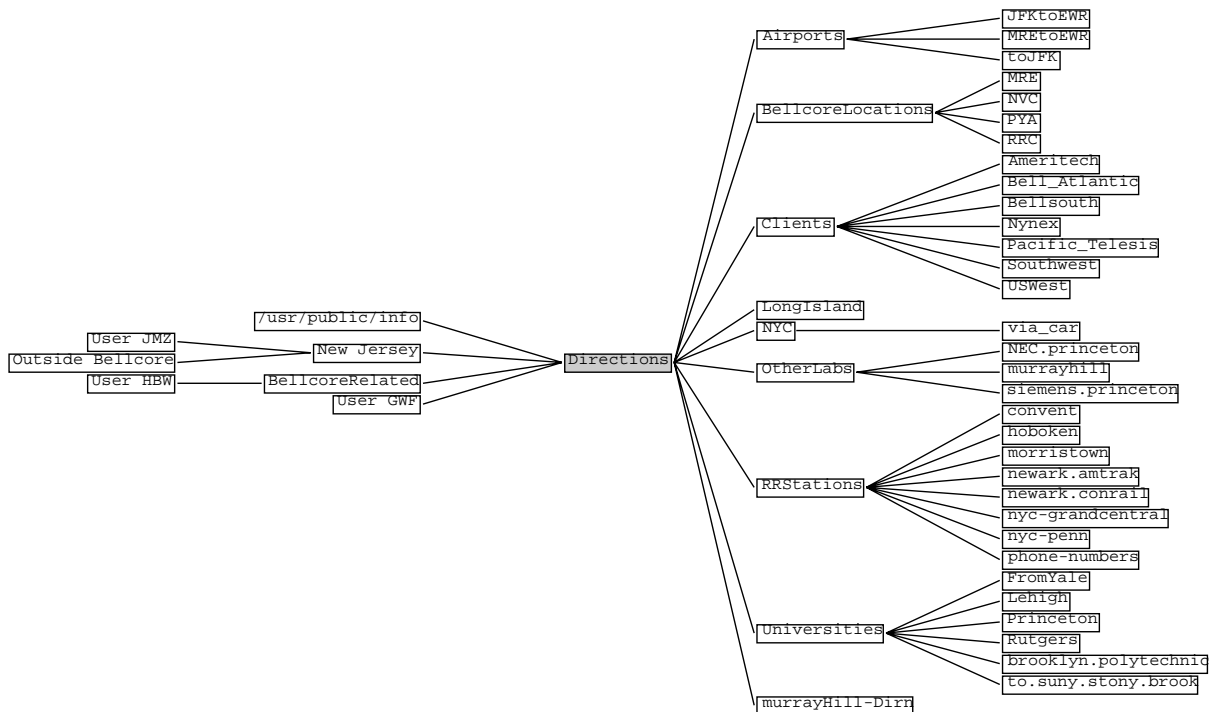 JFKtoEWR
Airports
MREtoEWR
toJFK
MRE
BellcoreLocations
NVC
PYA
RRC
Ameritech
Bell_Atlantic
Bellsouth
Clients
Nynex
Pacific_Telesis
Southwest
USWest
LongIsland
/usr/public/info
NYC
via_car
User JMZ
New Jersey
NEC.princeton
Outside Bellcore
Directions
OtherLabs
murrayhill
User HBW
BellcoreRelated
siemens.princeton
User GWF
convent
hoboken
morristown
RRStations
newark.amtrak
newark.conrail
nyc-grandcentral
nyc-penn
phone-numbers
FromYale
Lehigh
Universities
Princeton
Rutgers
brooklyn.polytechnic
to.suny.stony.brook
murrayHill-Dirn